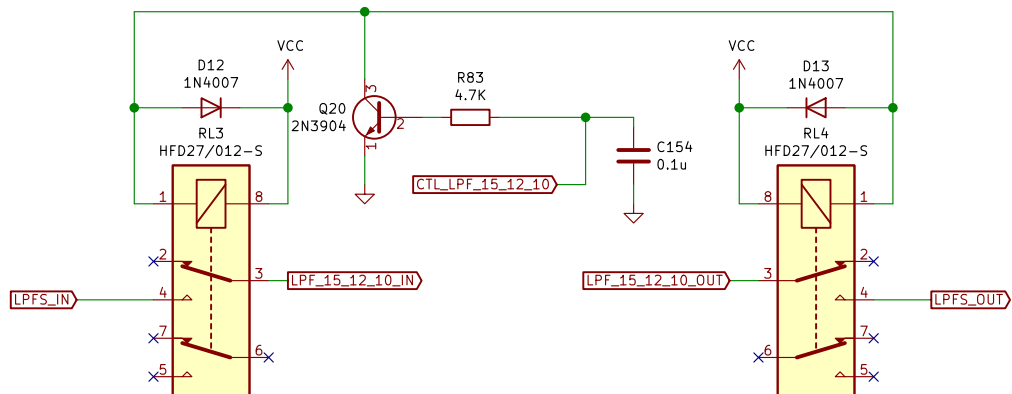 VCC
VCC
D12
1N4007
D13
1N4007
R83
4.7K
3
Q20
2N3904
2
1
C154
0.1u
RL3
HFD27/012-S
RL4
HFD27/012-S
CTL_LPF_15_12_10
1
8
8
1
2
2
3
LPF_15_12_10_IN
LPF_15_12_10_OUT
3
LPFS_IN
4
4
LPFS_OUT
7
7
6
6
5
5